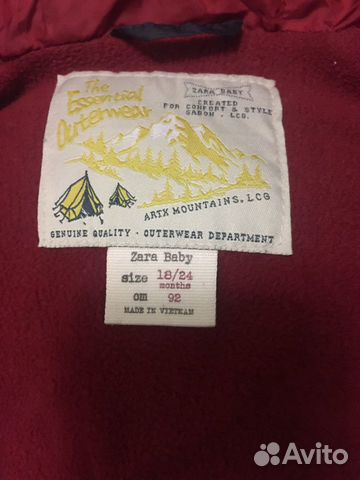 The
Essential
Outerwear
ZARA BABY
CREATED
FOR COMFORT & STYLE
GABON . LCG.
ARTX MOUNTAINS. LCG
GENUINE QUALITY · OUTERWEAR DEPARTMENT
Zara Baby
size 18/24
months
cm 92
MADE IN VIETNAM
Avito